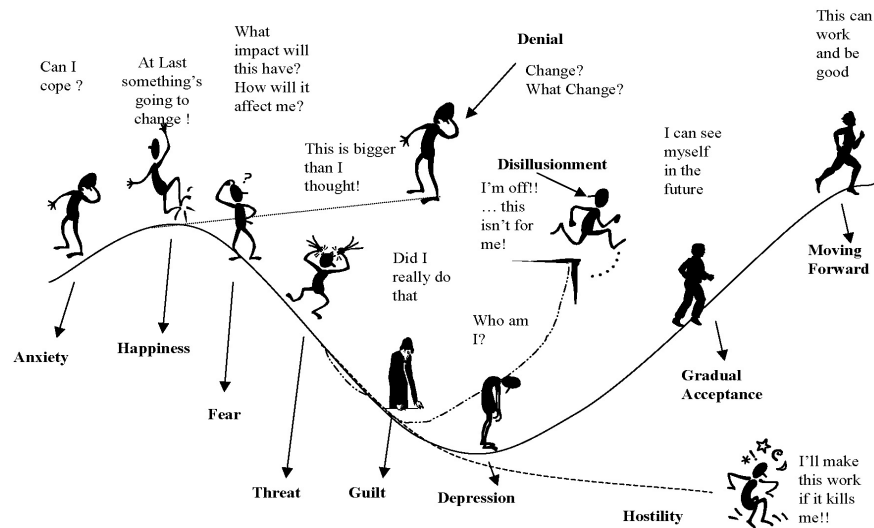 Can I
cope ?
At Last
something's
going to
change !
What
impact will
this have?
How will it
affect me?
This is bigger
than I
thought!
Denial
Change?
What Change?
Disillusionment
I'm off!!
… this
isn't for
me!
I can see
myself
in the
future
This can
work
and be
good
?
Did I
really do
that
Who am
I?
Moving
Forward
Anxiety
Happiness
Fear
Gradual
Acceptance
Threat
Guilt
Depression
Hostility
I'll make
this work
if it kills
me!!